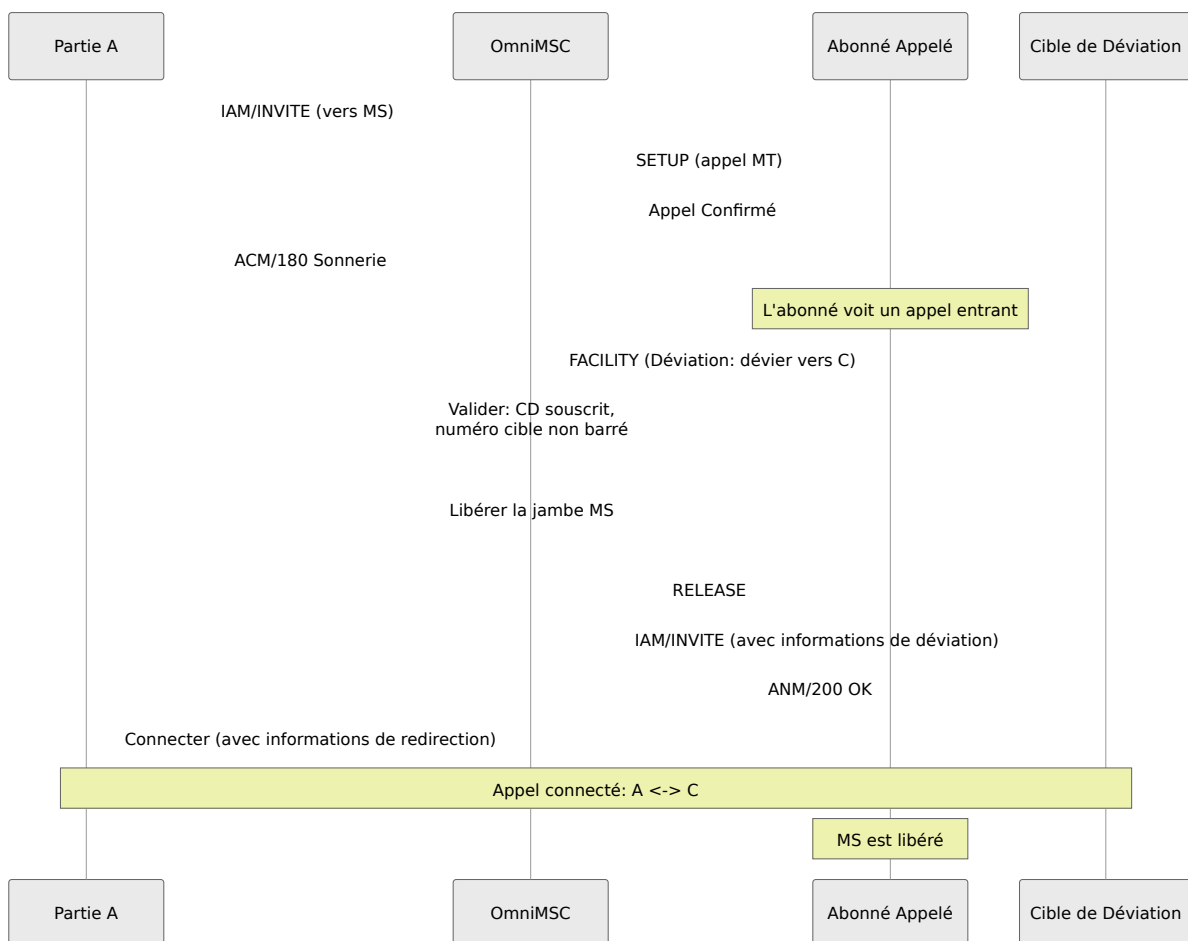 Partie A
OmniMSC
Abonné Appelé
Cible de Déviation
IAM/INVITE (vers MS)
SETUP (appel MT)
Appel Confirmé
ACM/180 Sonnerie
L'abonné voit un appel entrant
FACILITY (Déviation: dévier vers C)
Valider: CD souscrit,
numéro cible non barré
Libérer la jambe MS
RELEASE
IAM/INVITE (avec informations de déviation)
ANM/200 OK
Connecter (avec informations de redirection)
Appel connecté: A <-> C
MS est libéré
Partie A
OmniMSC
Abonné Appelé
Cible de Déviation